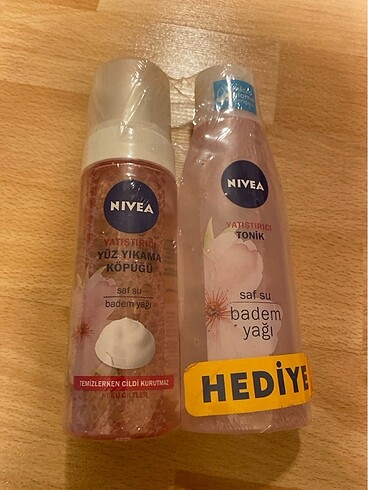 NIVEA
YATIŞTIRICI
YÜZ YIKAMA
KÖPÜĞÜ
saf su
badem yağı
TEMİZLERKEN CİLDİ KURUTMAZ
NIVEA
YATIŞTIRICI
TONİK
saf su
badem
yağı
HEDİYE